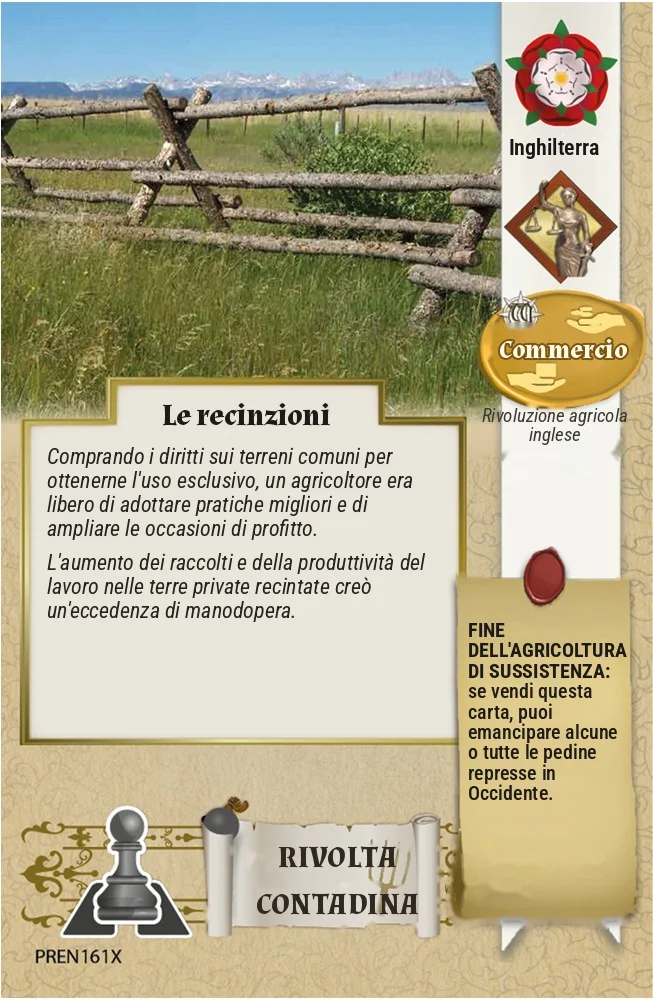 Inghilterra
Commercio
Rivoluzione agricola
inglese
Le recinzioni
Comprando i diritti sui terreni comuni per
ottenerne l'uso esclusivo, un agricoltore era
libero di adottare pratiche migliori e di
ampliare le occasioni di profitto.
L'aumento dei raccolti e della produttività del
lavoro nelle terre private recintate creò
un'eccedenza di manodopera.
FINE
DELL'AGRICOLTURA
DI SUSSISTENZA:
se vendi questa
carta, puoi
emancipare alcune
o tutte le pedine
represse in
Occidente.
RIVOLTA
CONTADINA
PREN161X